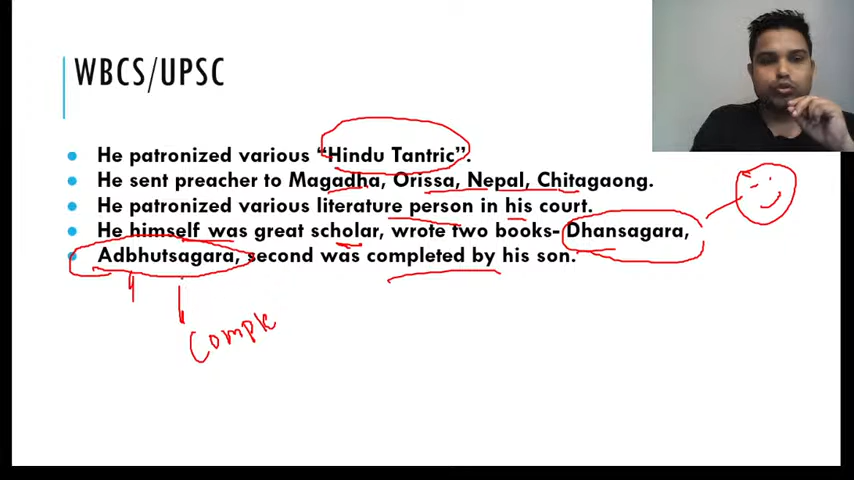 WBCS/UPSC
He patronized various “Hindu Tantric”.
He sent preacher to Magadha, Orissa, Nepal, Chitagaong.
He patronized various literature person in his court.
He himself was great scholar, wrote two books- Dhansagara,
Adbhutsagara, second was completed by his son.